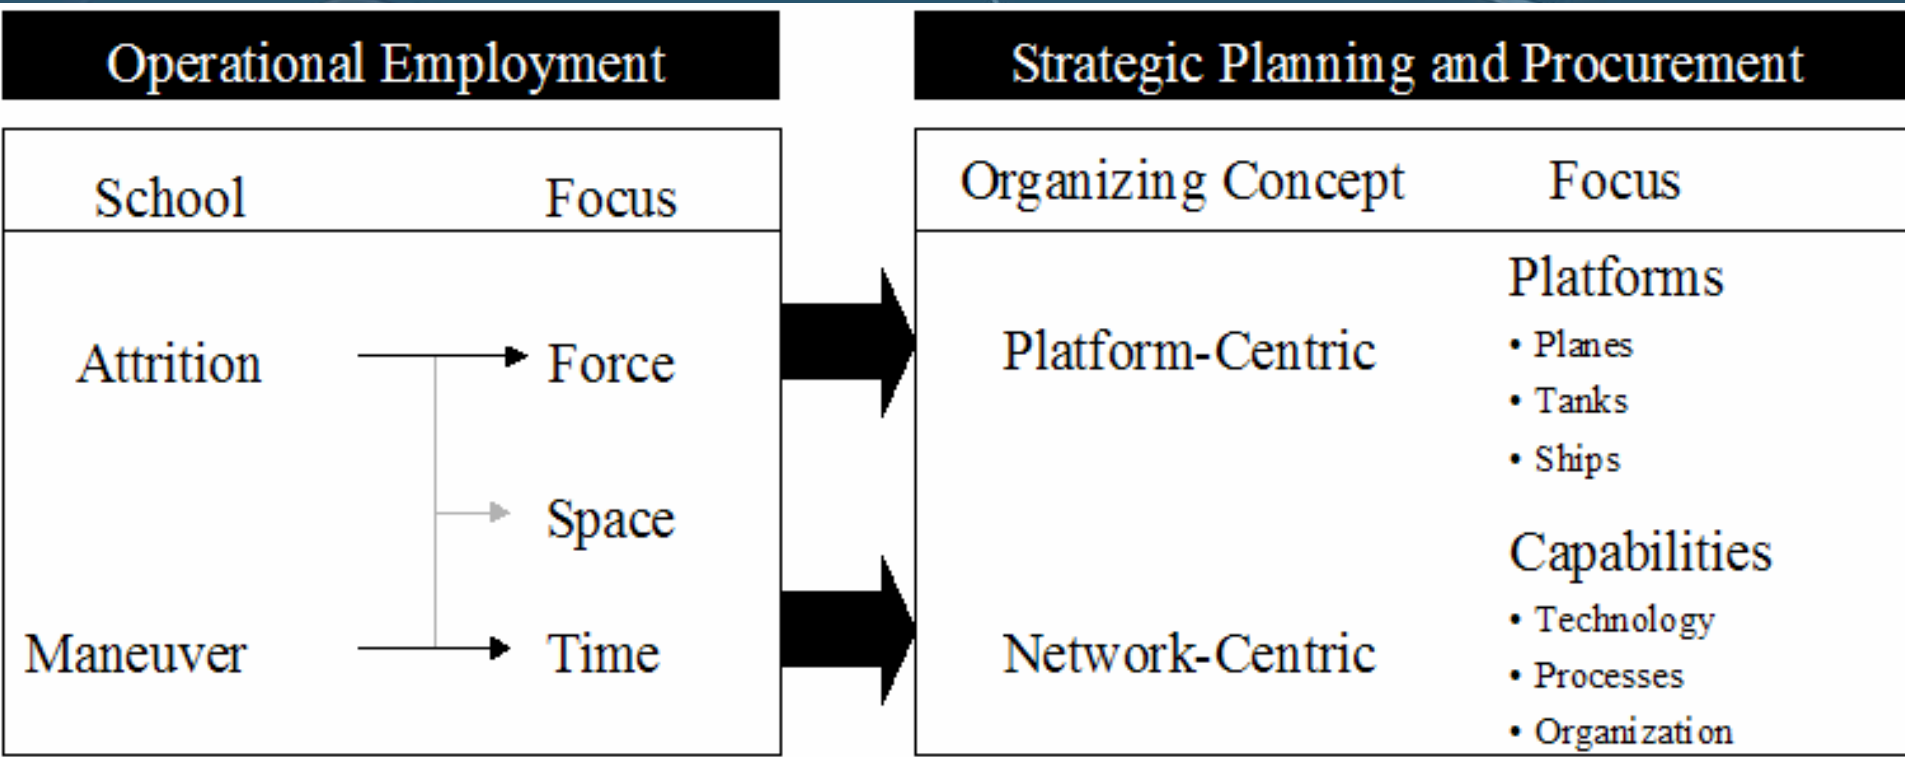 Operational Employment
Strategic Planning and Procurement
School
Focus
Organizing Concept
Focus
Attrition
Force
Space
Maneuver
Time
Platform-Centric
Platforms
• Planes
• Tanks
• Ships
Network-Centric
Capabilities
• Technology
• Processes
• Organization